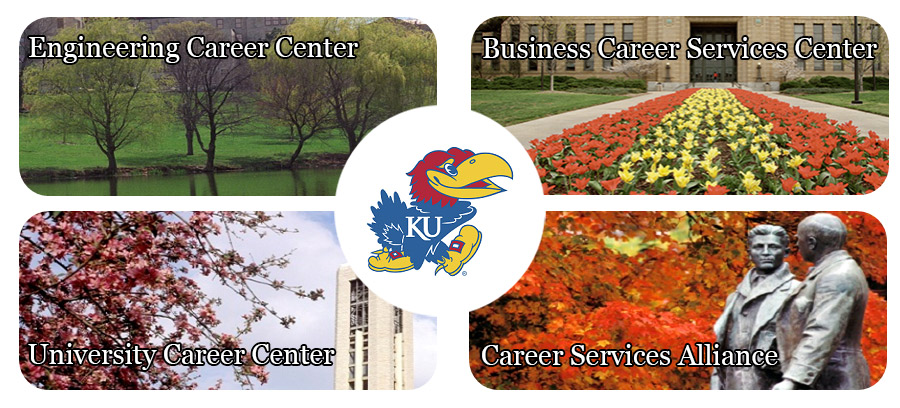 Engineering Career Center
Business Career Services Center
KU
University Career Center
Career Services Alliance